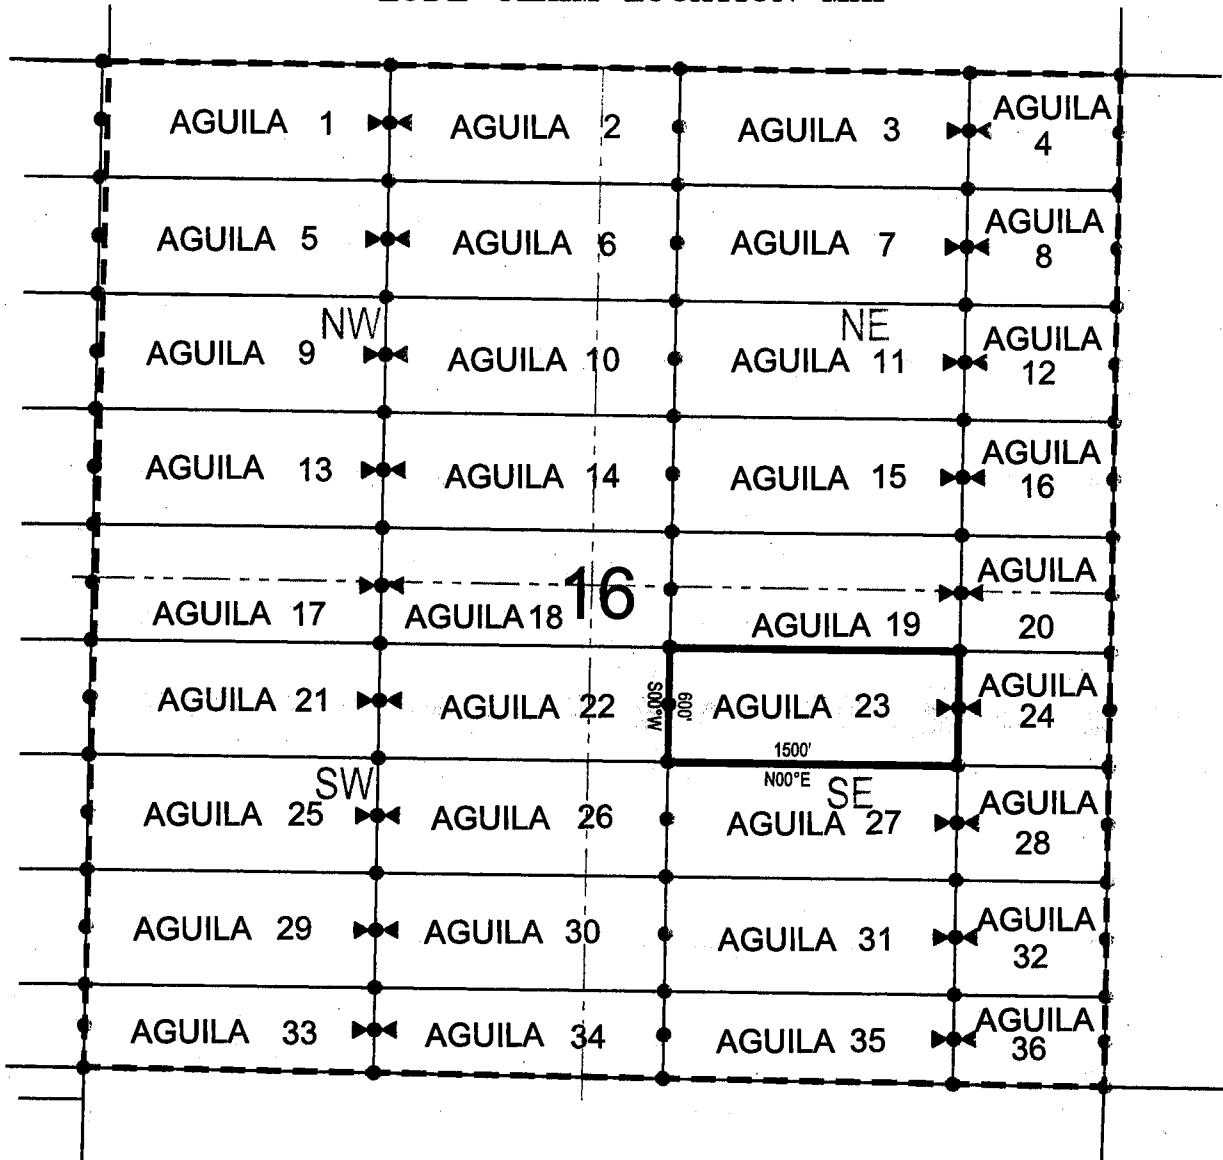 AGUILA 1
AGUILA 2
AGUILA 3
AGUILA
4
AGUILA 5
AGUILA 6
AGUILA 7
AGUILA
8
NW
NE
AGUILA 9
AGUILA 10
AGUILA 11
AGUILA
12
AGUILA 13
AGUILA 14
AGUILA 15
AGUILA
16
16
AGUILA 17
AGUILA 18
AGUILA 19
AGUILA
20
AGUILA 21
AGUILA 22
S00°W
600'
AGUILA 23
AGUILA
24
1500'
N00°E
SW
SE
AGUILA 25
AGUILA 26
AGUILA 27
AGUILA
28
AGUILA 29
AGUILA 30
AGUILA 31
AGUILA
32
AGUILA 33
AGUILA 34
AGUILA 35
AGUILA
36